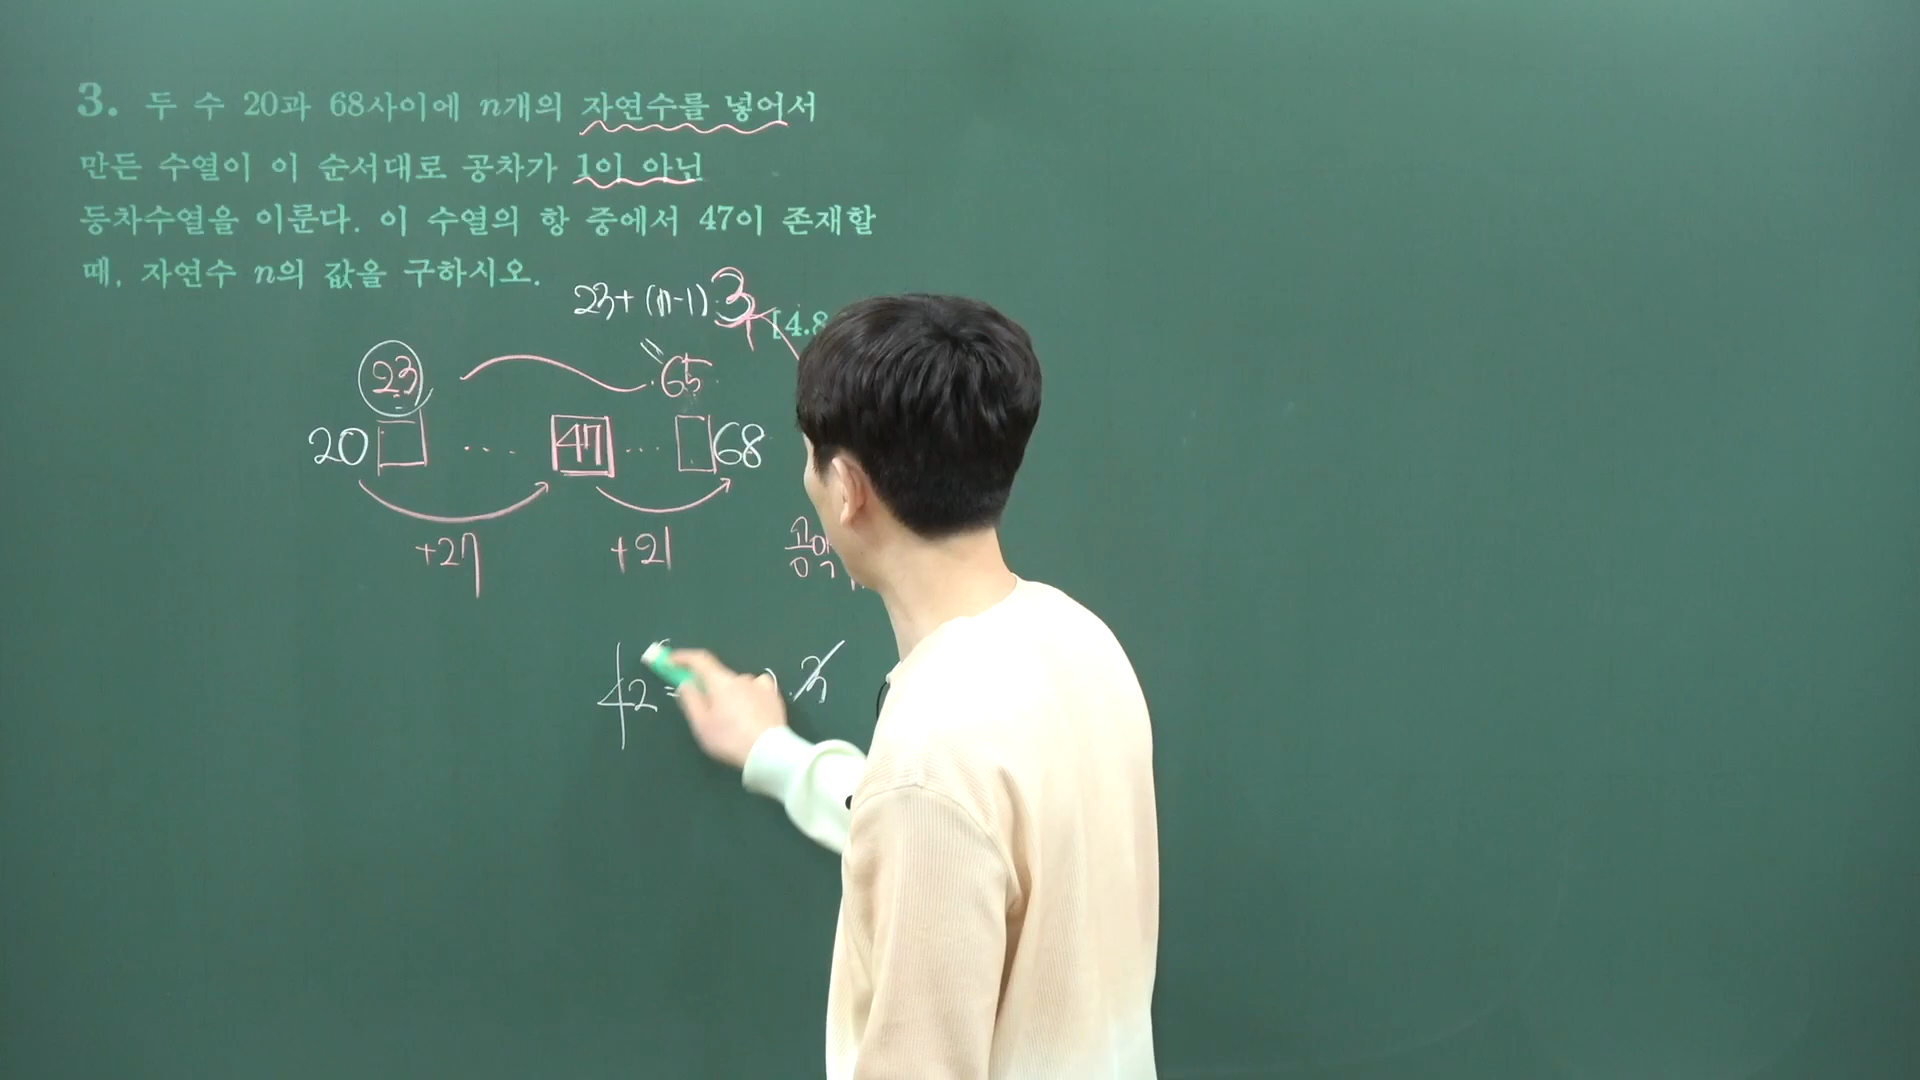 3. 두 수 20과 68사이에 n개의 자연수를 넣어서
만든 수열이 이 순서대로 공차가 1이 아닌
등차수열을 이룬다. 이 수열의 항 중에서 47이 존재할
때, 자연수 n의 값을 구하시오.
[4.8
23+(n-1)·3
23 65
20 □ ... 47 ... □ 68
+27 +21
42 = 3